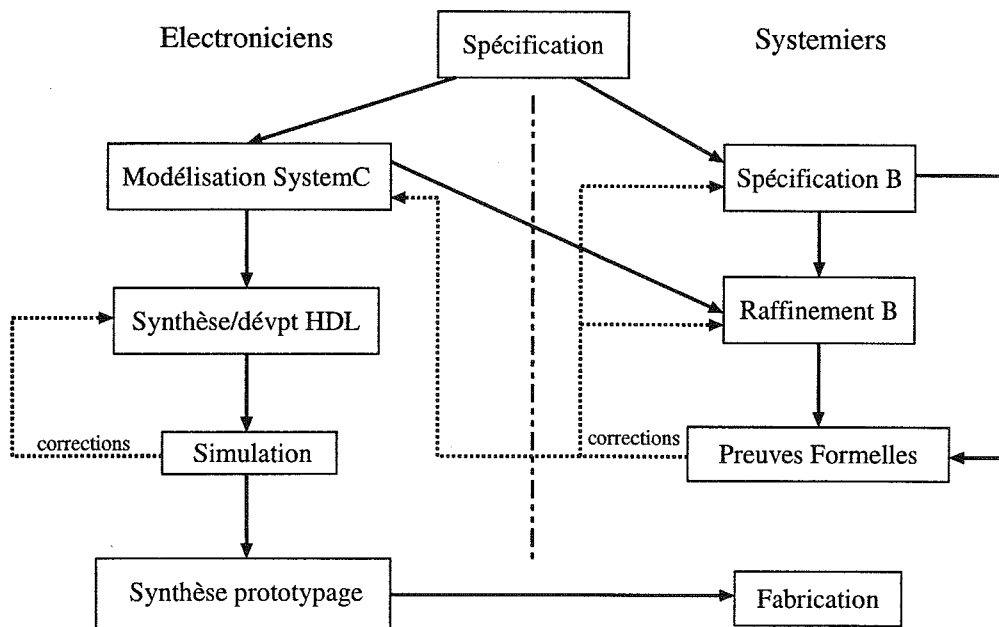 Electroniciens
Spécification
Systemiers
Modélisation SystemC
Spécification B
Synthèse/dévpt HDL
Raffinement B
corrections
Simulation
corrections
Preuves Formelles
Synthèse prototypage
Fabrication